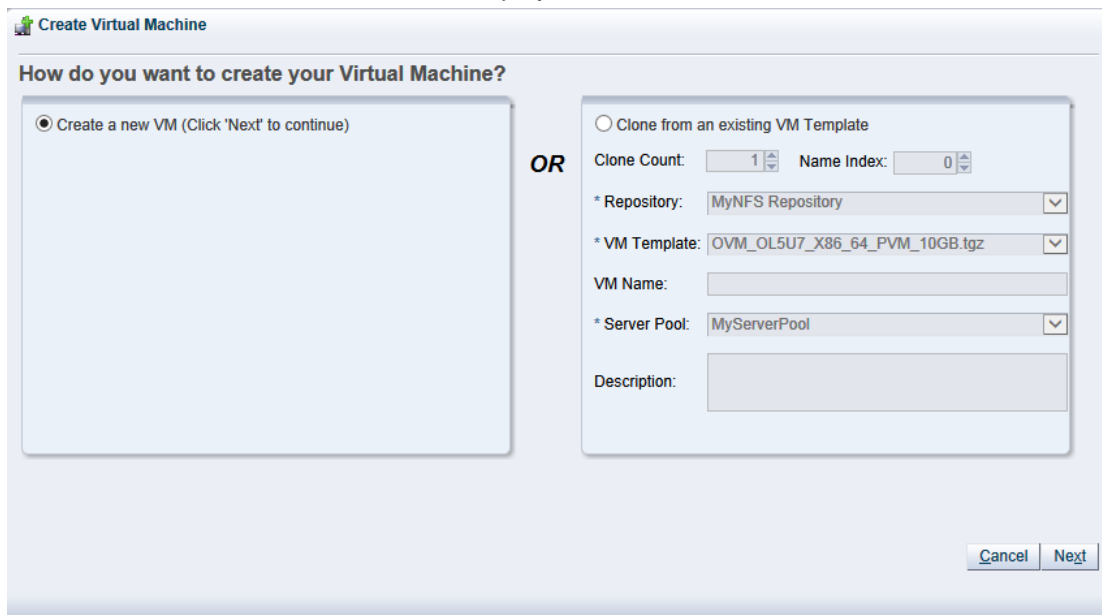 Create Virtual Machine
How do you want to create your Virtual Machine?
Create a new VM (Click 'Next' to continue)
OR
Clone from an existing VM Template
Clone Count: 1 Name Index: 0
* Repository: MyNFS Repository
* VM Template: OVM_OL5U7_X86_64_PVM_10GB.tgz
VM Name:
* Server Pool: MyServerPool
Description:
Cancel Next